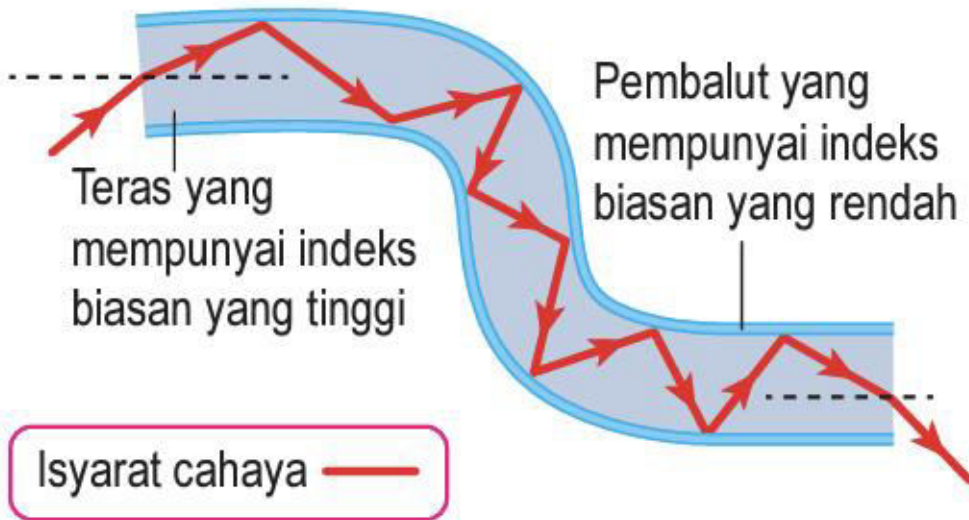 Teras yang
mempunyai indeks
biasan yang tinggi
Pembalut yang
mempunyai indeks
biasan yang rendah
Isyarat cahaya